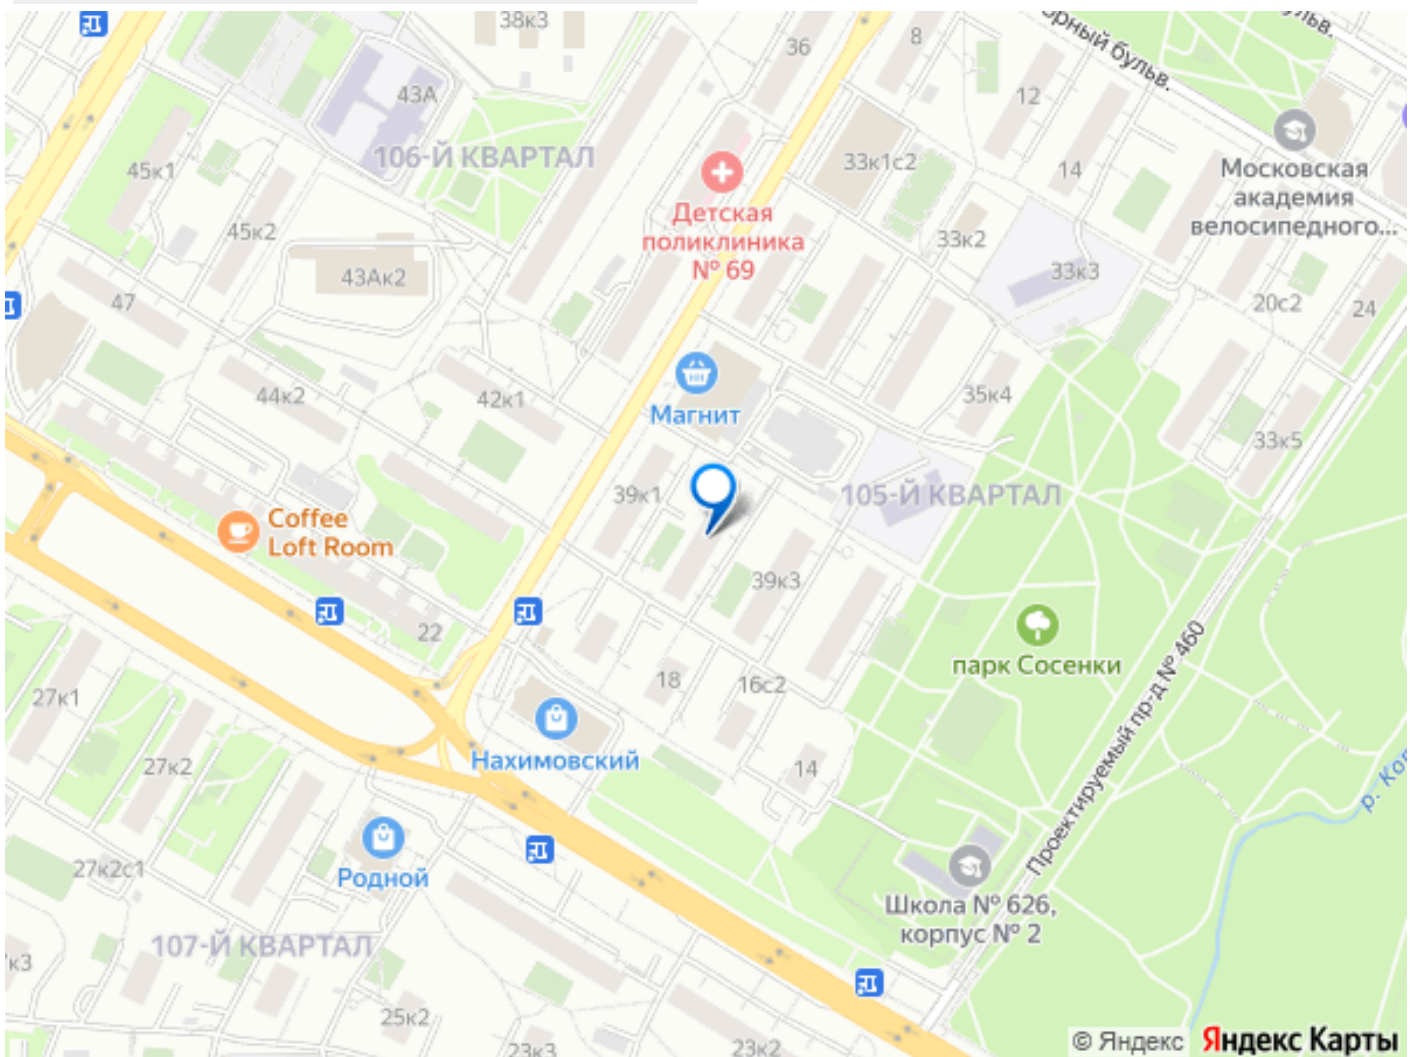 38к3
36
8
орный бульв.
ульв.
12
43А
106-Й КВАРТАЛ
45к1
33к1с2
14
Московская
академия
велосипедного...
Детская
поликлиника
№ 69
45к2
33к2
43Ак2
33к3
47
20с2
24
44к2
42к1
Магнит
35к4
33к5
39к1
105-Й КВАРТАЛ
Coffee
Loft Room
39к3
22
парк Сосенки
18
16с2
27к1
Нахимовский
14
27к2
Проектируемый пр-д № 460
р. Кот
27к2с1
Родной
Школа № 626,
корпус № 2
107-Й КВАРТАЛ
к3
25к2
23к3
23к2
© Яндекс Яндекс Карты